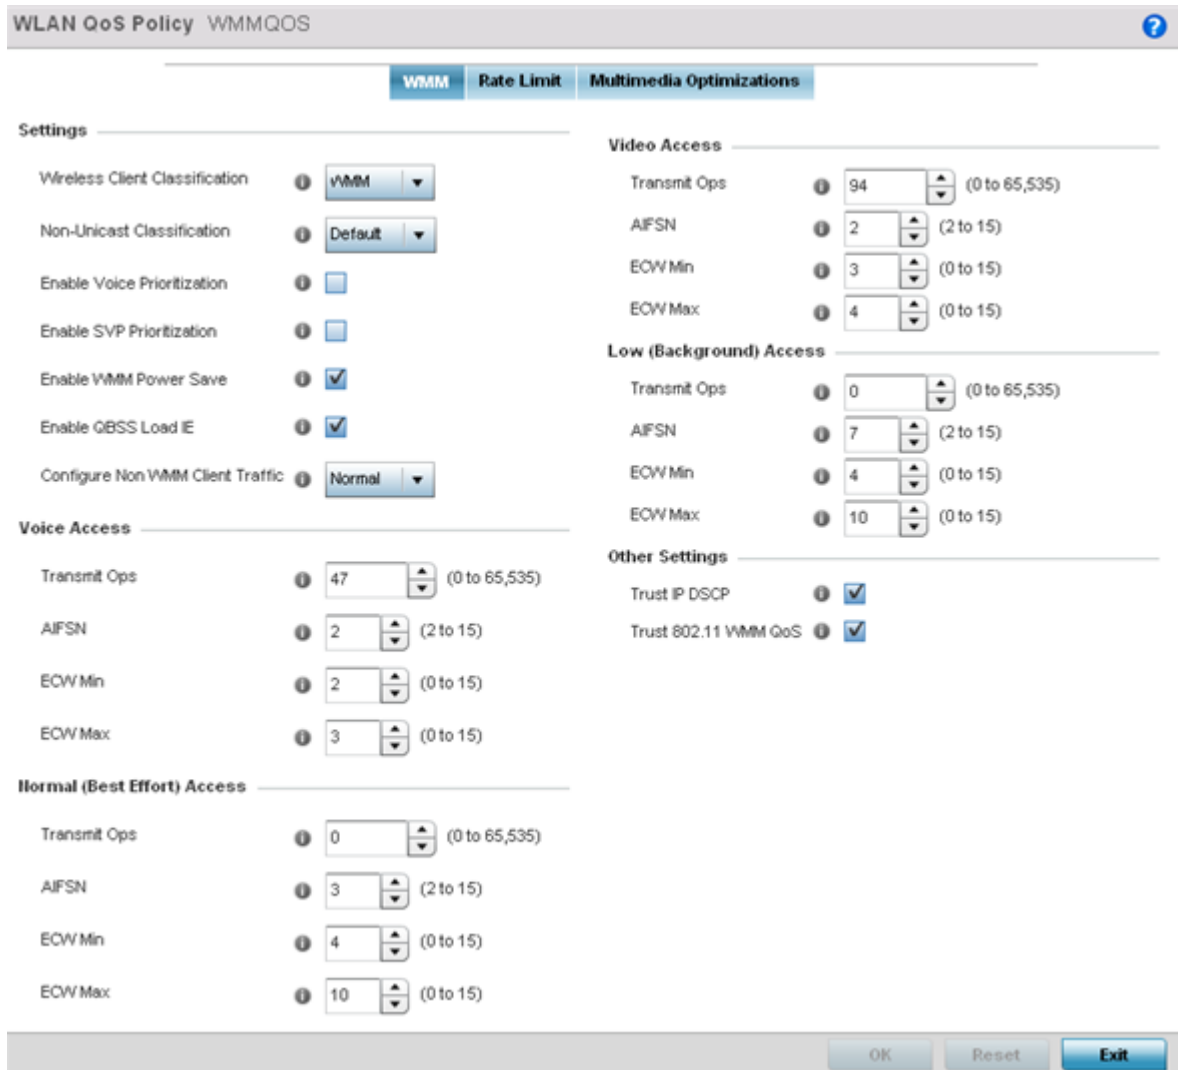 WLAN QoS Policy WMMQOS
WMM Rate Limit Multimedia Optimizations
Settings
Wireless Client Classification WMM
Non-Unicast Classification Default
Enable Voice Prioritization
Enable SVP Prioritization
Enable WMM Power Save
Enable QBSS Load IE
Configure Non WMM Client Traffic Normal
Voice Access
Transmit Ops 47 (0 to 65,535)
AIFSN 2 (2 to 15)
ECW Min 2 (0 to 15)
ECW Max 3 (0 to 15)
Normal (Best Effort) Access
Transmit Ops 0 (0 to 65,535)
AIFSN 3 (2 to 15)
ECW Min 4 (0 to 15)
ECW Max 10 (0 to 15)
Video Access
Transmit Ops 94 (0 to 65,535)
AIFSN 2 (2 to 15)
ECW Min 3 (0 to 15)
ECW Max 4 (0 to 15)
Low (Background) Access
Transmit Ops 0 (0 to 65,535)
AIFSN 7 (2 to 15)
ECW Min 4 (0 to 15)
ECW Max 10 (0 to 15)
Other Settings
Trust IP DSCP
Trust 802.11 WMM QoS
OK Reset Exit